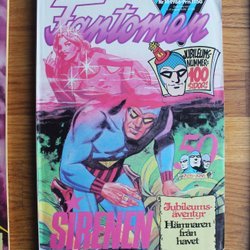 Fantomen
JUBILEUMS-
NUMMER:
100
SIDOR!
50
SIRENEN
Jubileums-
äventyr
Hämnaren
från
havet